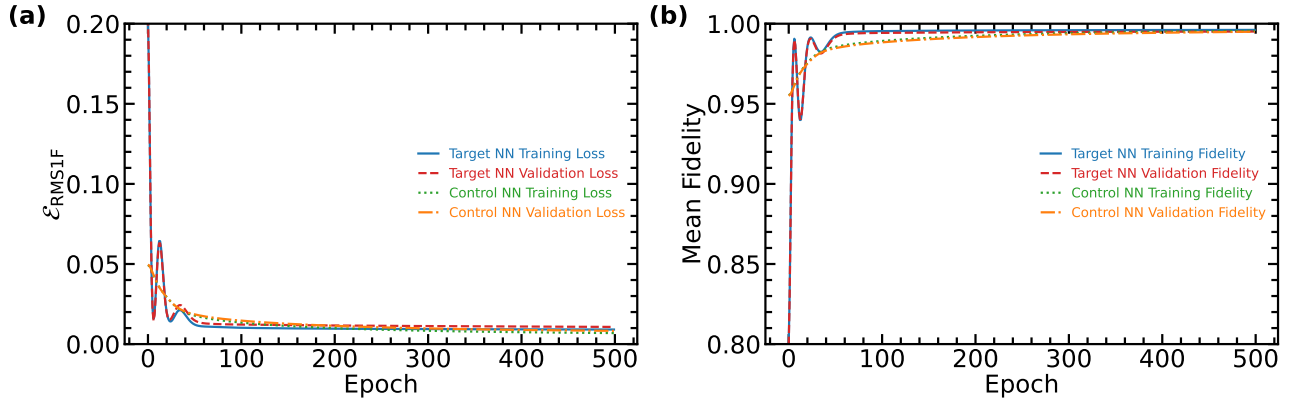 (a)
0.20
0.15
0.10
0.05
0.00
ℰRMS1F
Target NN Training Loss
Target NN Validation Loss
Control NN Training Loss
Control NN Validation Loss
0 100 200 300 400 500
Epoch
(b)
1.00
0.95
0.90
0.85
0.80
Mean Fidelity
Target NN Training Fidelity
Target NN Validation Fidelity
Control NN Training Fidelity
Control NN Validation Fidelity
0 100 200 300 400 500
Epoch